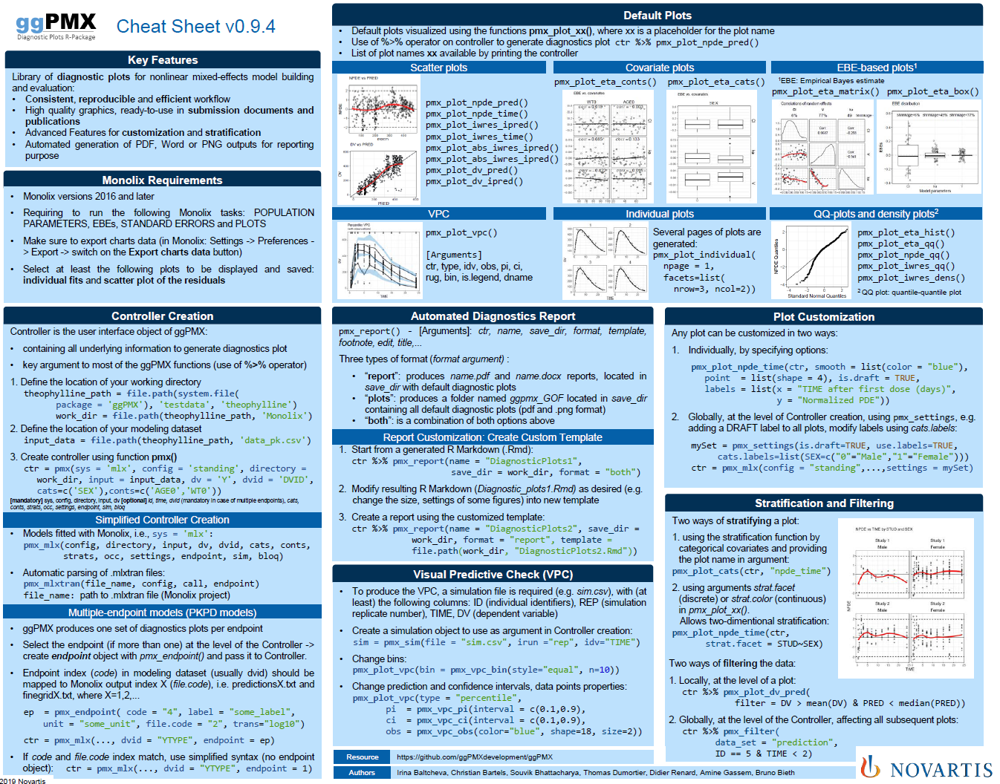 ggPMX
Diagnostic Plots R-Package
Cheat Sheet v0.9.4
Key Features
Library of diagnostic plots for nonlinear mixed-effects model building
and evaluation:
• Consistent, reproducible and efficient workflow
• High quality graphics, ready-to-use in submission documents and
publications
• Advanced Features for customization and stratification
• Automated generation of PDF, Word or PNG outputs for reporting
purpose
Monolix Requirements
• Monolix versions 2016 and later
• Requiring to run the following Monolix tasks: POPULATION
PARAMETERS, EBEs, STANDARD ERRORS and PLOTS
• Make sure to export charts data (in Monolix: Settings -> Preferences -
> Export -> switch on the Export charts data button)
• Select at least the following plots to be displayed and saved:
individual fits and scatter plot of the residuals
Default Plots
• Default plots visualized using the functions pmx_plot_xx(), where xx is a placeholder for the plot name
• Use of %>% operator on controller to generate diagnostics plot ctr %>% pmx_plot_npde_pred()
• List of plot names xx available by printing the controller
Scatter plots
NPDE vs PRED
NPDE
DV vs PRED
DV
PRED
pmx_plot_npde_pred()
pmx_plot_npde_time()
pmx_plot_iwres_ipred()
pmx_plot_iwres_time()
pmx_plot_abs_iwres_ipred()
pmx_plot_abs_iwres_ipred()
pmx_plot_dv_pred()
pmx_plot_dv_ipred()
Covariate plots
pmx_plot_eta_conts() pmx_plot_eta_cats()
EBE vs. covariates
WT0 AGE0
EBE vs. covariates
SEX
EBE-based plots¹
¹EBE: Empirical Bayes estimate
pmx_plot_eta_matrix() pmx_plot_eta_box()
Correlations of random effects
EBE distribution
EBEs
Model parameters
VPC
Percentile VPC
DV
TIME
pmx_plot_vpc()
[Arguments]
ctr, type, idv, obs, pi, ci,
rug, bin, is.legend, dname
Individual plots
1 2
3 4
DV
TIME
Several pages of plots are
generated:
pmx_plot_individual(
npage = 1,
facets=list(
nrow=3, ncol=2))
QQ-plots and density plots²
NPDE Quantiles
Standard Normal Quantiles
pmx_plot_eta_hist()
pmx_plot_eta_qq()
pmx_plot_npde_qq()
pmx_plot_iwres_qq()
pmx_plot_iwres_dens()
² QQ plot: quantile-quantile plot
Controller Creation
Controller is the user interface object of ggPMX:
• containing all underlying information to generate diagnostics plot
• key argument to most of the ggPMX functions (use of %>% operator)
1. Define the location of your working directory
theophylline_path = file.path(system.file(
package = 'ggPMX'), 'testdata', 'theophylline')
work_dir = file.path(theophylline_path, 'Monolix')
2. Define the location of your modeling dataset
input_data = file.path(theophylline_path, 'data_pk.csv')
3. Create controller using function pmx()
ctr = pmx(sys = 'mlx', config = 'standing', directory =
work_dir, input = input_data, dv = 'Y', dvid = 'DVID',
cats=c('SEX'),conts=c('AGE0','WT0'))
[mandatory] sys, config, directory, input, dv [optional] id, time, dvid (mandatory in case of multiple endpoints), cats,
conts, strats, occ, settings, endpoint, sim, bloq
Simplified Controller Creation
• Models fitted with Monolix, i.e., sys = 'mlx':
pmx_mlx(config, directory, input, dv, dvid, cats, conts,
strats, occ, settings, endpoint, sim, bloq)
• Automatic parsing of .mlxtran files:
pmx_mlxtran(file_name, config, call, endpoint)
file_name: path to .mlxtran file (Monolix project)
Multiple-endpoint models (PKPD models)
• ggPMX produces one set of diagnostics plots per endpoint
• Select the endpoint (if more than one) at the level of the Controller ->
create endpoint object with pmx_endpoint() and pass it to Controller.
• Endpoint index (code) in modeling dataset (usually dvid) should be
mapped to Monolix output index X (file.code), i.e. predictionsX.txt and
finegridX.txt, where X=1,2,...
ep = pmx_endpoint( code = "4", label = "some_label",
unit = "some_unit", file.code = "2", trans="log10")
ctr = pmx_mlx(..., dvid = "YTYPE", endpoint = ep)
• If code and file.code index match, use simplified syntax (no endpoint
object): ctr = pmx_mlx(..., dvid = "YTYPE", endpoint = 1)
2019 Novartis
Automated Diagnostics Report
pmx_report() - [Arguments]: ctr, name, save_dir, format, template,
footnote, edit, title,...
Three types of format (format argument) :
• "report": produces name.pdf and name.docx reports, located in
save_dir with default diagnostic plots
• "plots": produces a folder named ggpmx_GOF located in save_dir
containing all default diagnostic plots (pdf and .png format)
• "both": is a combination of both options above
Report Customization: Create Custom Template
1. Start from a generated R Markdown (.Rmd):
ctr %>% pmx_report(name = "DiagnosticPlots1",
save_dir = work_dir, format = "both")
2. Modify resulting R Markdown (Diagnostic_plots1.Rmd) as desired (e.g.
change the size, settings of some figures) into new template
3. Create a report using the customized template:
ctr %>% pmx_report(name = "DiagnosticPlots2", save_dir =
work_dir, format = "report", template =
file.path(work_dir, "DiagnosticPlots2.Rmd"))
Visual Predictive Check (VPC)
• To produce the VPC, a simulation file is required (e.g. sim.csv), with (at
least) the following columns: ID (individual identifiers), REP (simulation
replicate number), TIME, DV (dependent variable)
• Create a simulation object to use as argument in Controller creation:
sim = pmx_sim(file = "sim.csv", irun ="rep", idv="TIME")
• Change bins:
pmx_plot_vpc(bin = pmx_vpc_bin(style="equal", n=10))
• Change prediction and confidence intervals, data points properties:
pmx_plot_vpc(type = "percentile",
pi = pmx_vpc_pi(interval = c(0.1,0.9),
ci = pmx_vpc_ci(interval = c(0.1,0.9),
obs = pmx_vpc_obs(color="blue", shape=18, size=2))
Resource https://github.com/ggPMXdevelopment/ggPMX
Authors Irina Baltcheva, Christian Bartels, Souvik Bhattacharya, Thomas Dumortier, Didier Renard, Amine Gassem, Bruno Bieth
Plot Customization
Any plot can be customized in two ways:
1. Individually, by specifying options:
pmx_plot_npde_time(ctr, smooth = list(color = "blue"),
point = list(shape = 4), is.draft = TRUE,
labels = list(x = "TIME after first dose (days)",
y = "Normalized PDE"))
2. Globally, at the level of Controller creation, using pmx_settings, e.g.
adding a DRAFT label to all plots, modify labels using cats.labels:
mySet = pmx_settings(is.draft=TRUE, use.labels=TRUE,
cats.labels=list(SEX=c("0"="Male","1"="Female")))
ctr = pmx_mlx(config = "standing",...,settings = mySet)
Stratification and Filtering
Two ways of stratifying a plot:
1. using the stratification function by
categorical covariates and providing
the plot name in argument:
pmx_plot_cats(ctr, "npde_time")
2. using arguments strat.facet
(discrete) or strat.color (continuous)
in pmx_plot_xx().
Allows two-dimentional stratification:
pmx_plot_npde_time(ctr,
strat.facet = STUD~SEX)
NPDE vs TIME by STUD and SEX
Study 1 Study 1
Male Female
Study 2 Study 2
Male Female
NPDE
TIME
Two ways of filtering the data:
1. Locally, at the level of a plot:
ctr %>% pmx_plot_dv_pred(
filter = DV > mean(DV) & PRED < median(PRED))
2. Globally, at the level of the Controller, affecting all subsequent plots:
ctr %>% pmx_filter(
data_set = "prediction",
ID == 5 & TIME < 2)
NOVARTIS